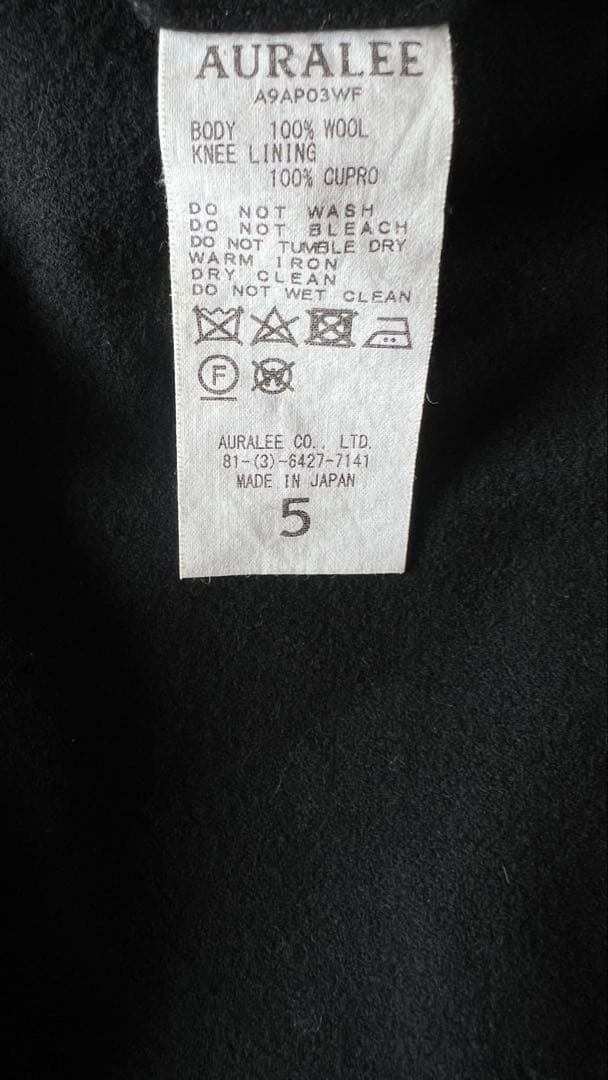 AURALEE
A9AP03WF
BODY 100% WOOL
KNEE LINING
100% CUPRO
DO NOT WASH
DO NOT BLEACH
DO NOT TUMBLE DRY
WARM IRON
DRY CLEAN
DO NOT WET CLEAN
F
W
AURALEE CO., LTD.
81-(3)-6427-7141
MADE IN JAPAN
5